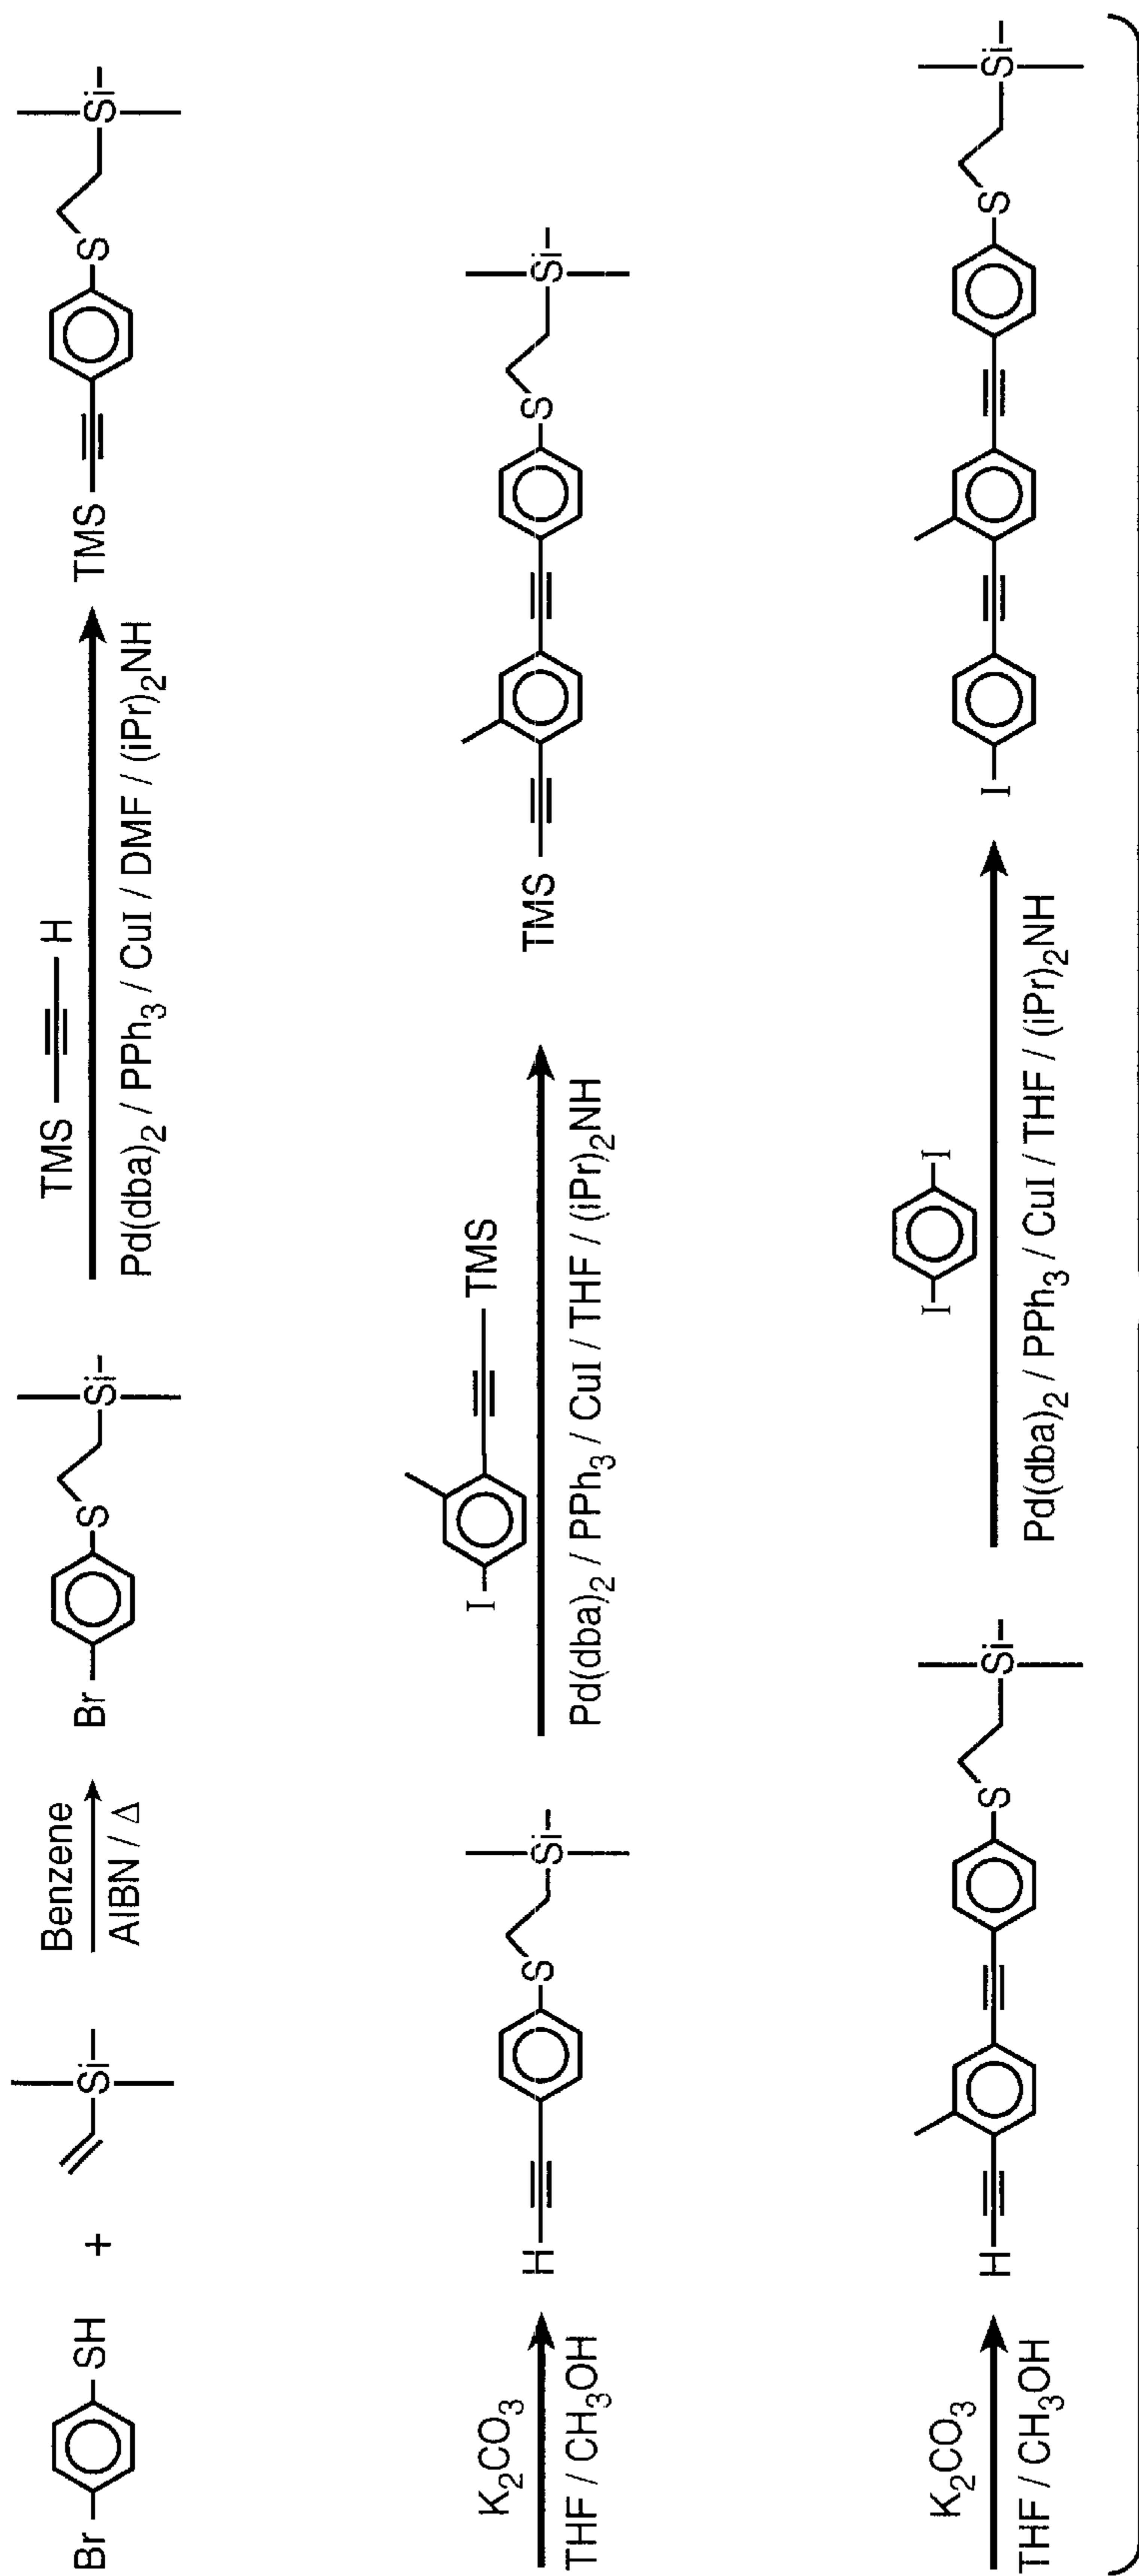 Br SH + Si
Benzene
AIBN / Δ
Br S Si
TMS H
Pd(dba)2 / PPh3 / CuI / DMF / (iPr)2NH
TMS S Si
K2CO3
THF / CH3OH
H S Si
I TMS
Pd(dba)2 / PPh3 / CuI / THF / (iPr)2NH
TMS S Si
K2CO3
THF / CH3OH
H S Si
I I
Pd(dba)2 / PPh3 / CuI / THF / (iPr)2NH
I S Si